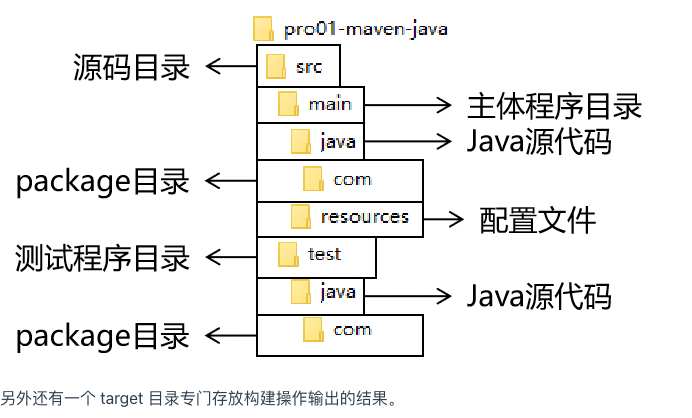 pro01-maven-java
源码目录 src
main 主体程序目录
java Java源代码
package目录 com
resources 配置文件
测试程序目录 test
java Java源代码
package目录 com
另外还有一个 target 目录专门存放构建操作输出的结果。